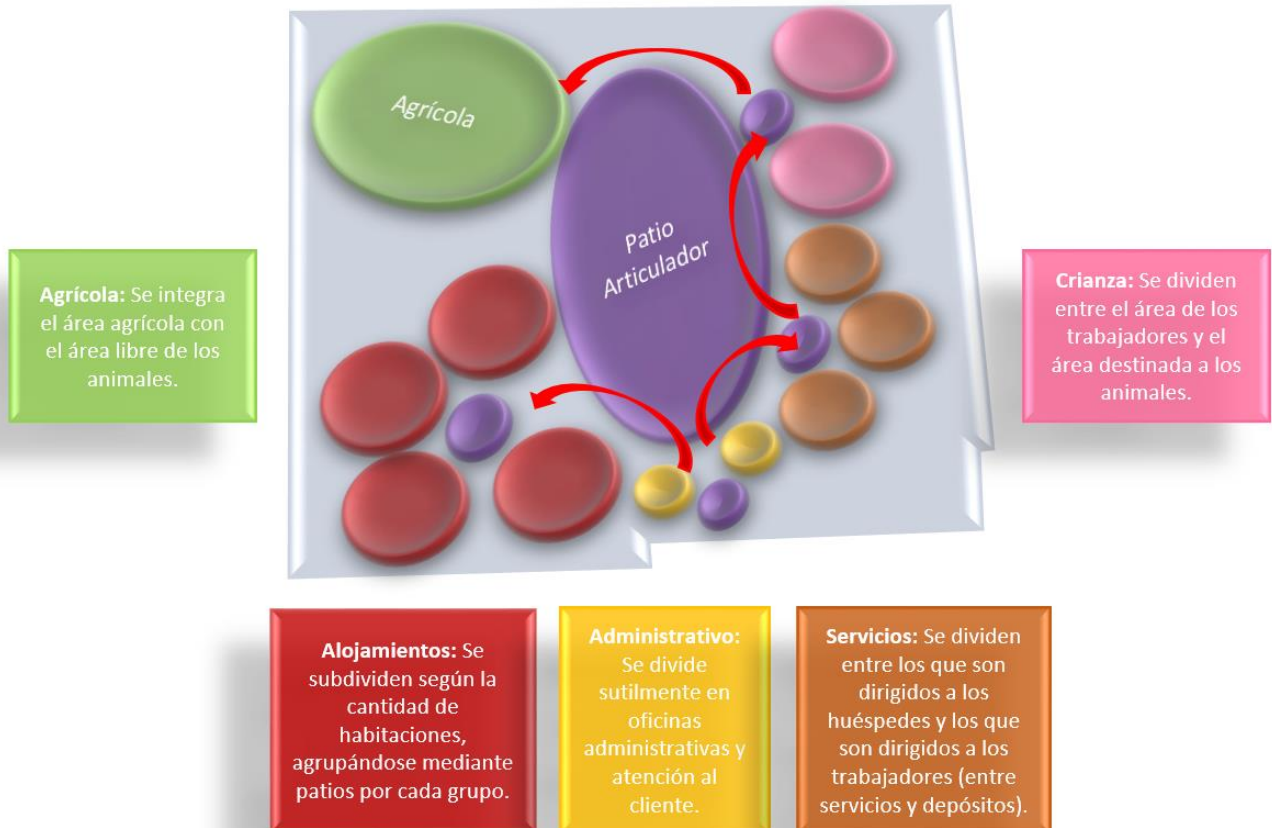 Agrícola
Patio
Articulador
Agrícola: Se integra
el área agrícola con
el área libre de los
animales.
Crianza: Se dividen
entre el área de los
trabajadores y el
área destinada a los
animales.
Alojamientos: Se
subdividen según la
cantidad de
habitaciones,
agrupándose mediante
patios por cada grupo.
Administrativo:
Se divide
sutilmente en
oficinas
administrativas y
atención al
cliente.
Servicios: Se dividen
entre los que son
dirigidos a los
huéspedes y los que
son dirigidos a los
trabajadores (entre
servicios y depósitos).